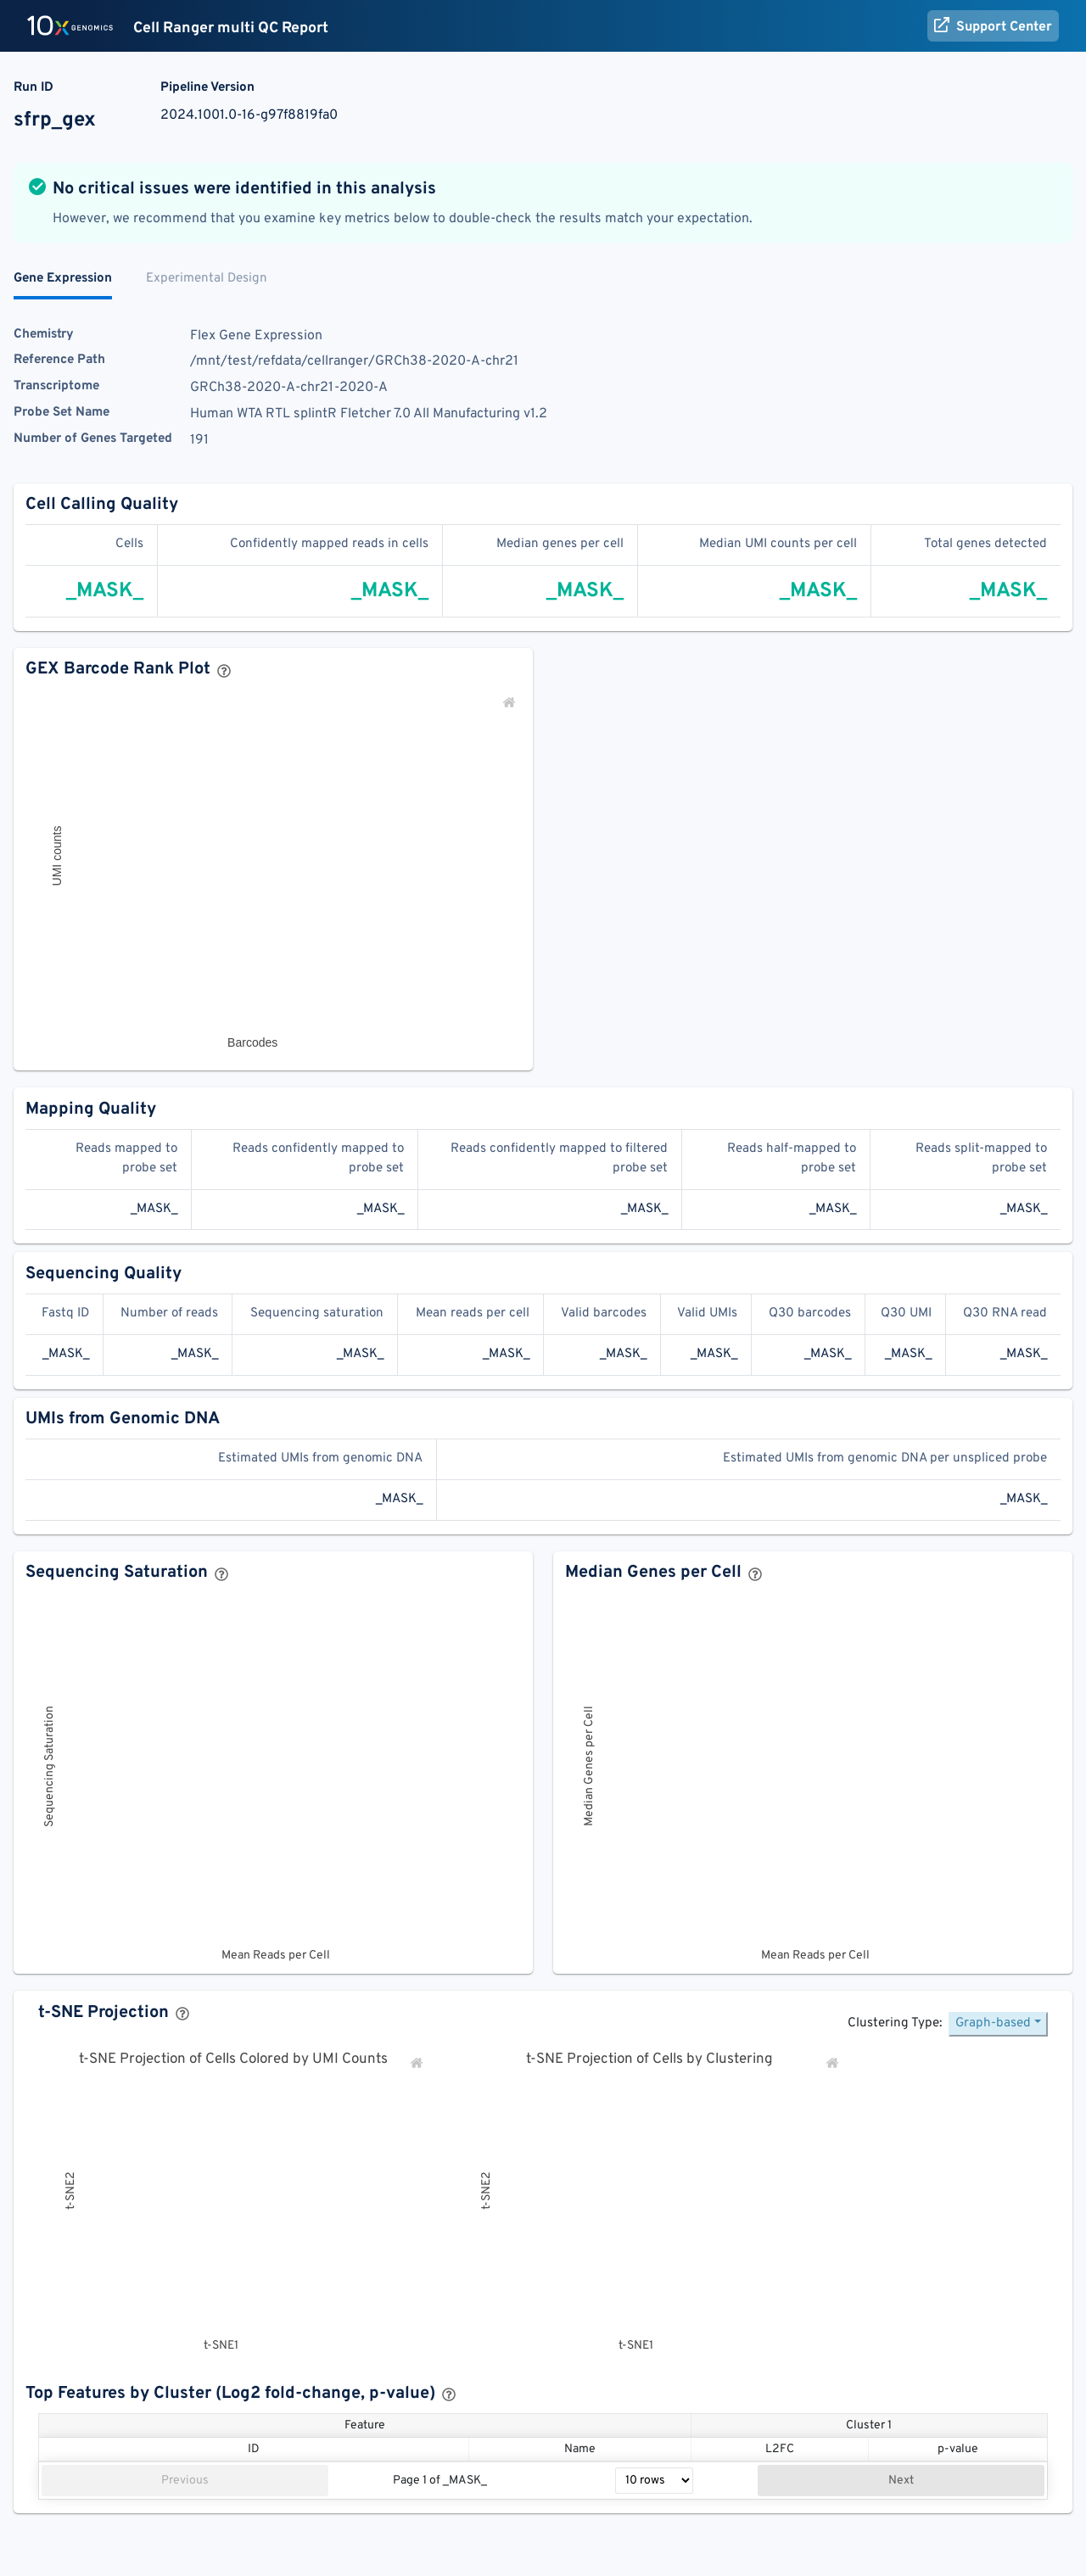 10x GENOMICS Cell Ranger multi QC Report Support Center
Run ID Pipeline Version
sfrp_gex 2024.1001.0-16-g97f8819fa0
No critical issues were identified in this analysis
However, we recommend that you examine key metrics below to double-check the results match your expectation.
Gene Expression Experimental Design
Chemistry Flex Gene Expression
Reference Path /mnt/test/refdata/cellranger/GRCh38-2020-A-chr21
Transcriptome GRCh38-2020-A-chr21-2020-A
Probe Set Name Human WTA RTL splintR Fletcher 7.0 All Manufacturing v1.2
Number of Genes Targeted 191
Cell Calling Quality
Cells Confidently mapped reads in cells Median genes per cell Median UMI counts per cell Total genes detected
_MASK_ _MASK_ _MASK_ _MASK_ _MASK_
GEX Barcode Rank Plot
UMI counts
Barcodes
Mapping Quality
Reads mapped to probe set Reads confidently mapped to probe set Reads confidently mapped to filtered probe set Reads half-mapped to probe set Reads split-mapped to probe set
_MASK_ _MASK_ _MASK_ _MASK_ _MASK_
Sequencing Quality
Fastq ID Number of reads Sequencing saturation Mean reads per cell Valid barcodes Valid UMIs Q30 barcodes Q30 UMI Q30 RNA read
_MASK_ _MASK_ _MASK_ _MASK_ _MASK_ _MASK_ _MASK_ _MASK_ _MASK_
UMIs from Genomic DNA
Estimated UMIs from genomic DNA Estimated UMIs from genomic DNA per unspliced probe
_MASK_ _MASK_
Sequencing Saturation
Sequencing Saturation
Mean Reads per Cell
Median Genes per Cell
Median Genes per Cell
Mean Reads per Cell
t-SNE Projection
Clustering Type: Graph-based
t-SNE Projection of Cells Colored by UMI Counts
t-SNE2
t-SNE1
t-SNE Projection of Cells by Clustering
t-SNE2
t-SNE1
Top Features by Cluster (Log2 fold-change, p-value)
Feature Cluster 1
ID Name L2FC p-value
Previous Page 1 of _MASK_ 10 rows Next